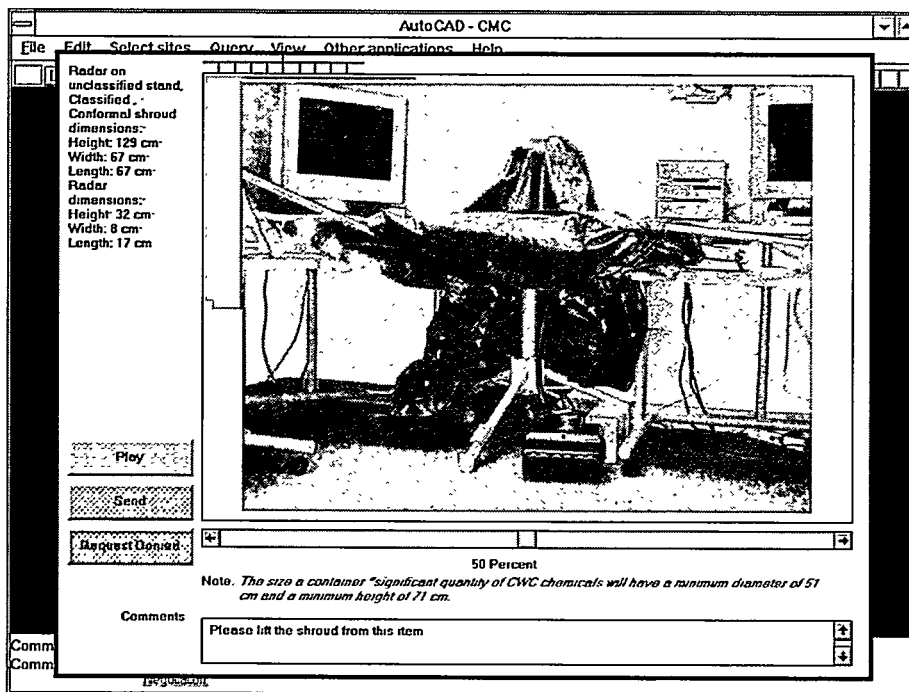 AutoCAD - CMC
File Edit Select sites Query View Other applications Help
Radar on
unclassified stand,
Classified , -
Conformal shroud
dimensions:-
Height: 129 cm-
Width: 67 cm-
Length: 67 cm-
Radar
dimensions:-
Height 32 cm-
Width: 8 cm-
Length: 17 cm
Play
Send
Request Denied
50 Percent
Note. The size a container "significant quantity of CWC chemicals will have a minimum diameter of 51
cm and a minimum height of 71 cm.
Comments
Please lift the shroud from this item
Comm
Comm